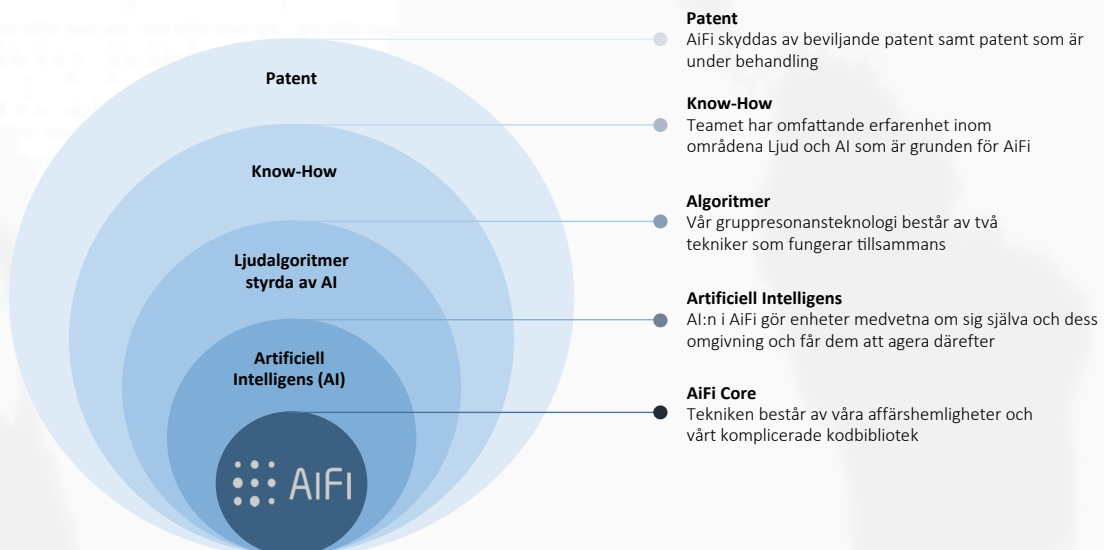 Patent
Know-How
Ljudalgoritmer
styrda av AI
Artificiell
Intelligens (AI)
AiFi
Patent
AiFi skyddas av beviljande patent samt patent som är
under behandling
Know-How
Teamet har omfattande erfarenhet inom
områdena Ljud och AI som är grunden för AiFi
Algoritmer
Vår gruppresonansteknologi består av två
tekniker som fungerar tillsammans
Artificiell Intelligens
AI:n i AiFi gör enheter medvetna om sig själva och dess
omgivning och får dem att agera därefter
AiFi Core
Tekniken består av våra affärshemligheter och
vårt komplicerade kodbibliotek